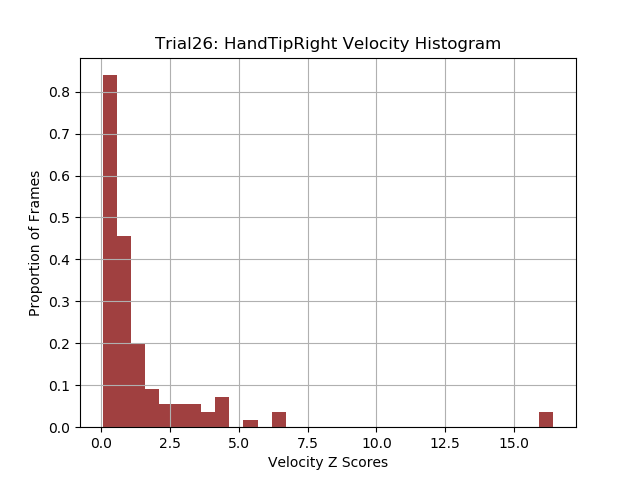 Trial26: HandTipRight Velocity Histogram
0.8
0.7
0.6
0.5
0.4
0.3
0.2
0.1
0.0
Proportion of Frames
0.0 2.5 5.0 7.5 10.0 12.5 15.0
Velocity Z Scores